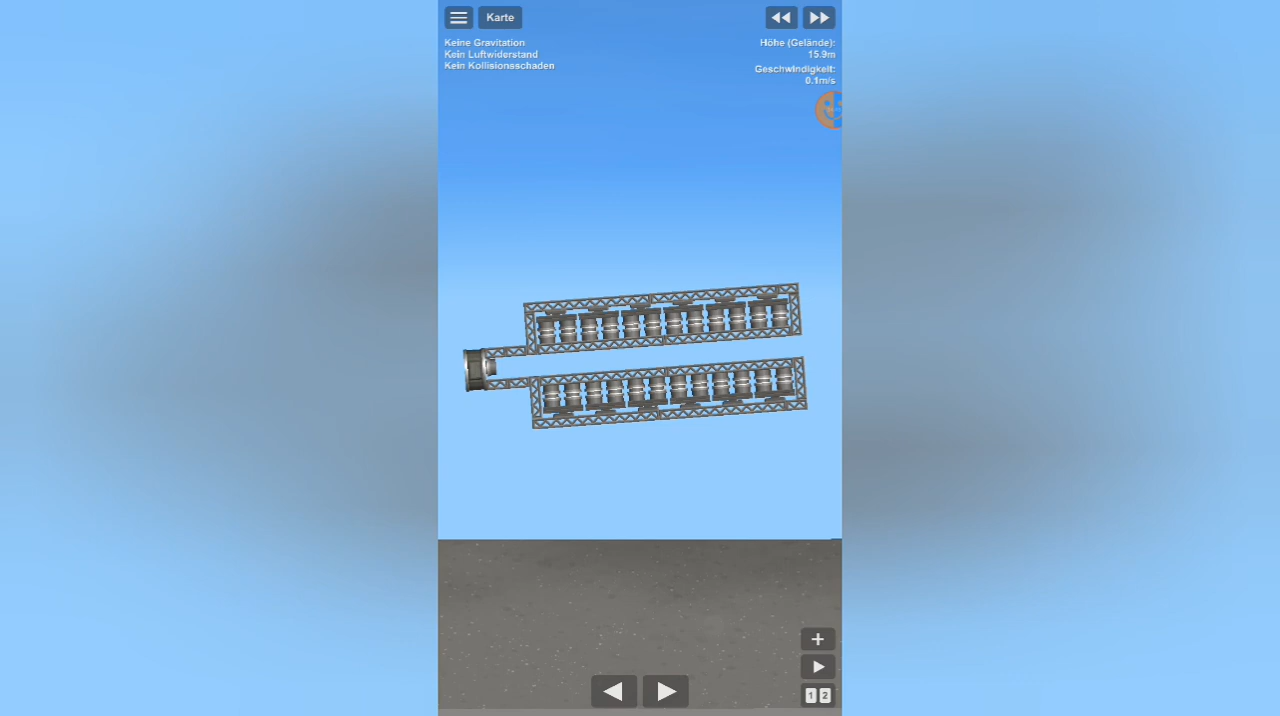 Karte
Keine Gravitation
Kein Luftwiderstand
Kein Kollisionsschaden
Höhe (Gelände):
15.9m
Geschwindigkeit:
0.1m/s
1 2